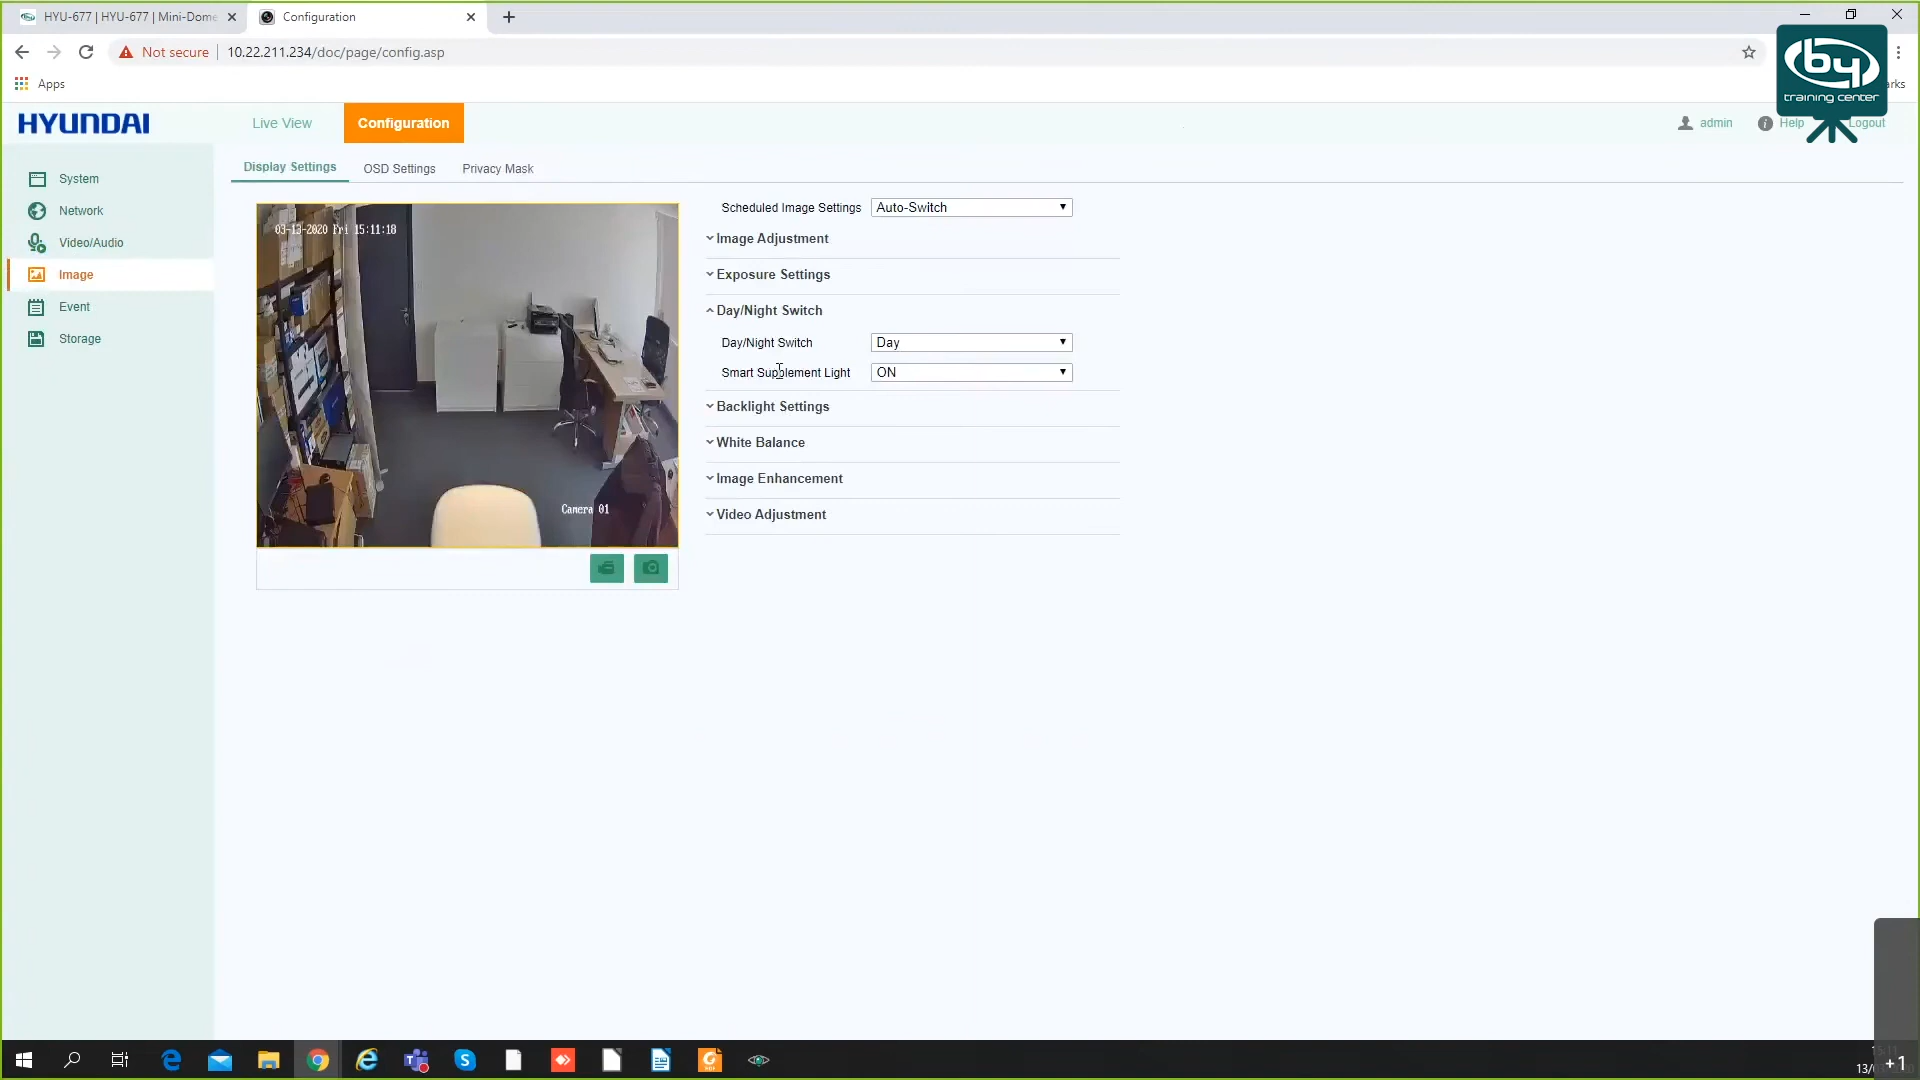 HYU-677 | HYU-677 | Mini-Dome
Configuration
Not secure
10.22.211.234/doc/page/config.asp
Apps
by
training center
HYUNDAI
Live View
Configuration
admin
Help
Logout
System
Network
Video/Audio
Image
Event
Storage
Display Settings
OSD Settings
Privacy Mask
03-13-2020 Fri 15:11:18
Camera 01
Scheduled Image Settings
Auto-Switch
Image Adjustment
Exposure Settings
Day/Night Switch
Day/Night Switch
Day
Smart Supplement Light
ON
Backlight Settings
White Balance
Image Enhancement
Video Adjustment
+1